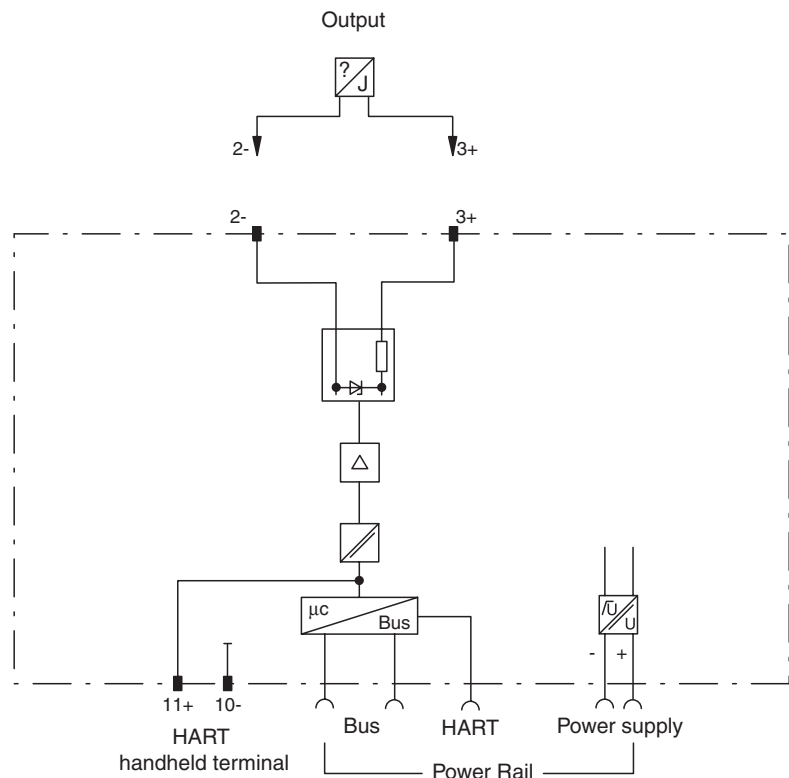 Output
?
J
2-
3+
2-
3+
µc
Bus
/Ū
U
-
+
11+
10-
HART
handheld terminal
Bus
HART
Power supply
Power Rail